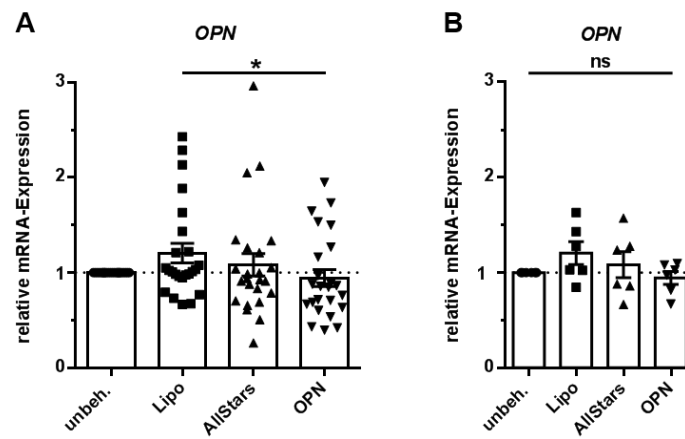 A
OPN
*
relative mRNA-Expression
3
2
1
0
unbeh.
Lipo
AllStars
OPN
B
OPN
ns
relative mRNA-Expression
3
2
1
0
unbeh.
Lipo
AllStars
OPN